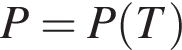 P = P(T)